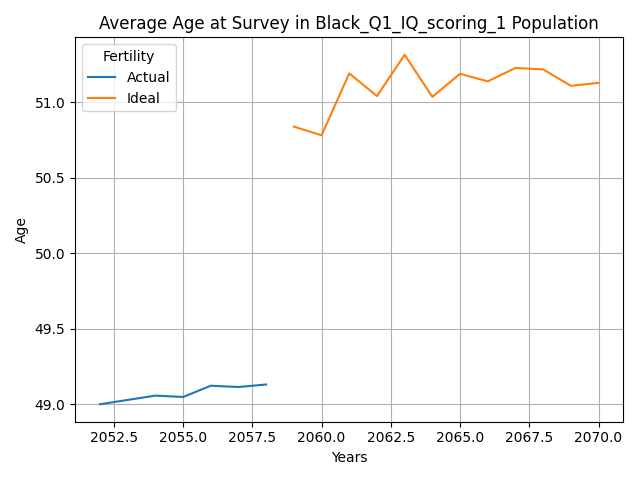 Average Age at Survey in Black_Q1_IQ_scoring_1 Population
Fertility
Actual
Ideal
51.0
50.5
50.0
49.5
49.0
Age
2052.5 2055.0 2057.5 2060.0 2062.5 2065.0 2067.5 2070.0
Years